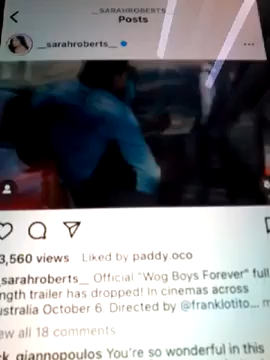 _SARAHROBERTS_
Posts
__sarahroberts__
3,560 views Liked by paddy.oco
sarahroberts__ Official "Wog Boys Forever" full
ngth trailer has dropped! In cinemas across
ustralia October 6. Directed by @franklotito... m
ew all 18 comments
ck_giannopoulos You're so wonderful in this